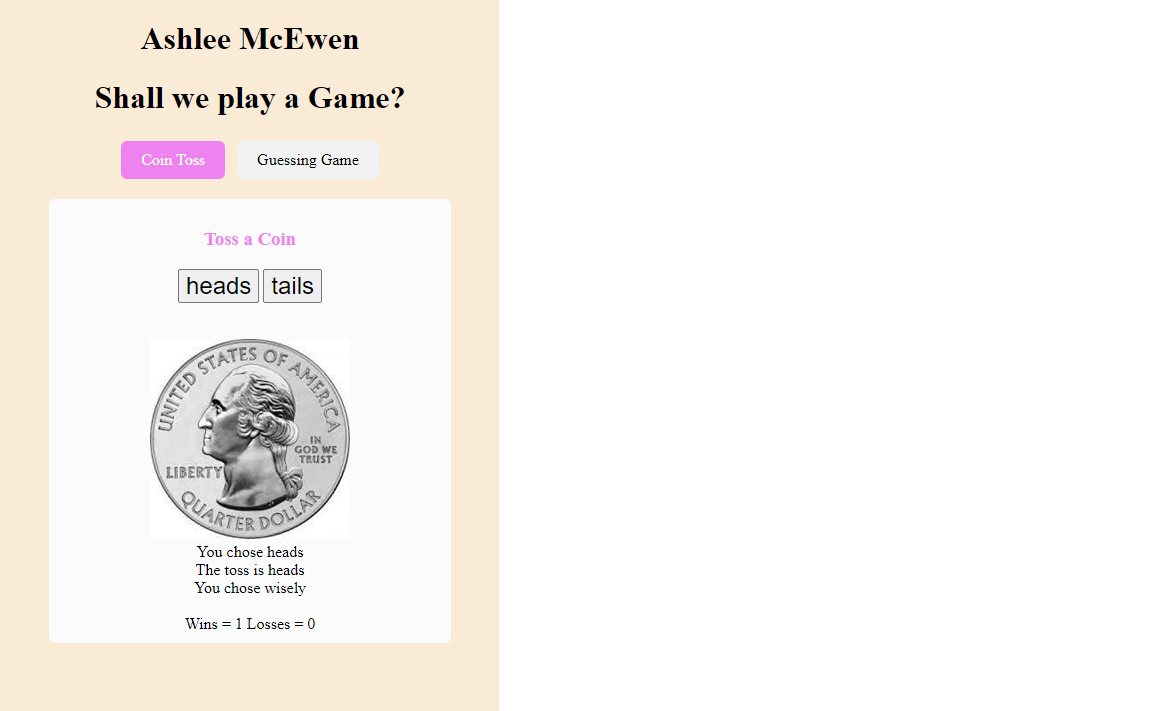 Ashlee McEwen
Shall we play a Game?
Coin Toss
Guessing Game
Toss a Coin
heads
tails
UNITED STATES OF AMERICA
IN
GOD WE
TRUST
LIBERTY
QUARTER DOLLAR
You chose heads
The toss is heads
You chose wisely
Wins = 1 Losses = 0